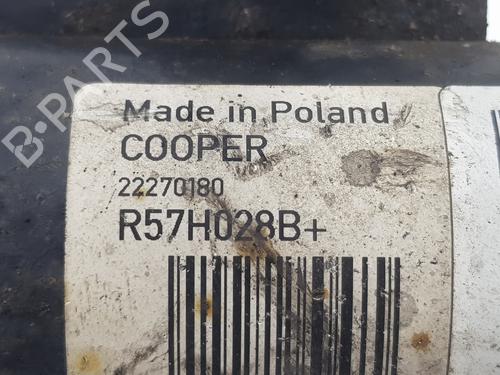 B-PARTS
Made in Poland
COOPER
22270180
R57H028B+